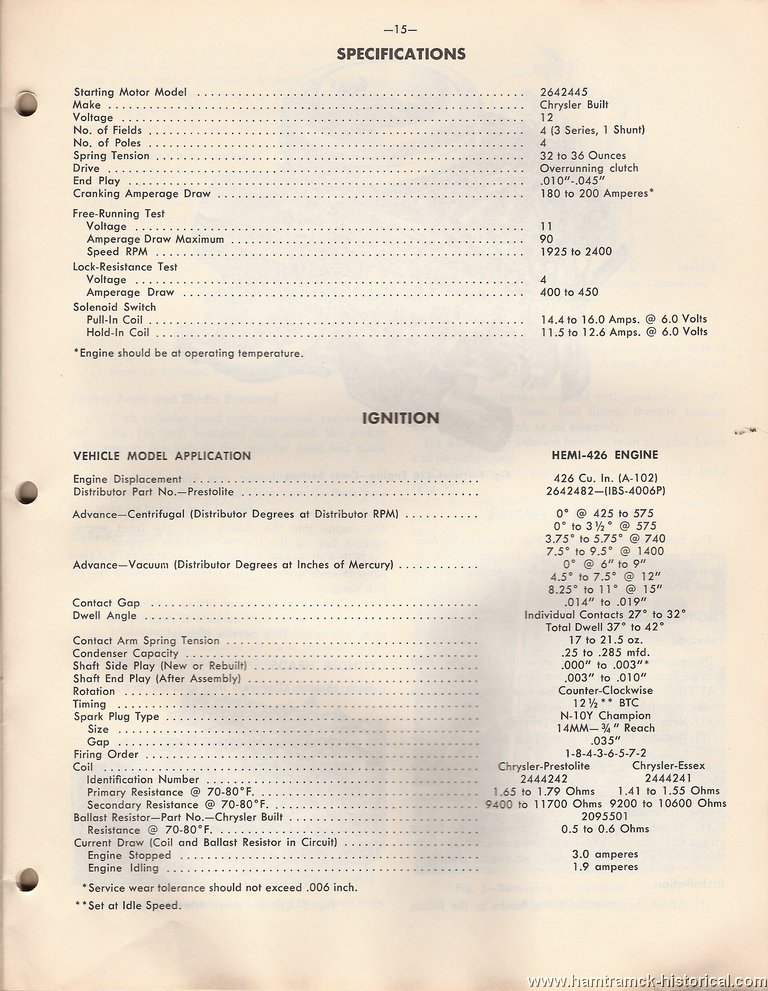 —15—
SPECIFICATIONS
Starting Motor Model .......... 2642445
Make .......... Chrysler Built
Voltage .......... 12
No. of Fields .......... 4 (3 Series, 1 Shunt)
No. of Poles .......... 4
Spring Tension .......... 32 to 36 Ounces
Drive .......... Overrunning clutch
End Play .......... .010"-.045"
Cranking Amperage Draw .......... 180 to 200 Amperes*
Free-Running Test
Voltage .......... 11
Amperage Draw Maximum .......... 90
Speed RPM .......... 1925 to 2400
Lock-Resistance Test
Voltage .......... 4
Amperage Draw .......... 400 to 450
Solenoid Switch
Pull-In Coil .......... 14.4 to 16.0 Amps. @ 6.0 Volts
Hold-In Coil .......... 11.5 to 12.6 Amps. @ 6.0 Volts
*Engine should be at operating temperature.
IGNITION
VEHICLE MODEL APPLICATION HEMI-426 ENGINE
Engine Displacement .......... 426 Cu. In. (A-102)
Distributor Part No.—Prestolite .......... 2642482—(IBS-4006P)
Advance—Centrifugal (Distributor Degrees at Distributor RPM) .......... 0° @ 425 to 575
0° to 3½° @ 575
3.75° to 5.75° @ 740
7.5° to 9.5° @ 1400
Advance—Vacuum (Distributor Degrees at Inches of Mercury) .......... 0° @ 6" to 9"
4.5° to 7.5° @ 12"
8.25° to 11° @ 15"
Contact Gap .......... .014" to .019"
Dwell Angle .......... Individual Contacts 27° to 32°
Total Dwell 37° to 42°
Contact Arm Spring Tension .......... 17 to 21.5 oz.
Condenser Capacity .......... .25 to .285 mfd.
Shaft Side Play (New or Rebuilt) .......... .000" to .003"*
Shaft End Play (After Assembly) .......... .003" to .010"
Rotation .......... Counter-Clockwise
Timing .......... 12½** BTC
Spark Plug Type .......... N-10Y Champion
Size .......... 14MM—¾" Reach
Gap .......... .035"
Firing Order .......... 1-8-4-3-6-5-7-2
Coil .......... Chrysler-Prestolite Chrysler-Essex
Identification Number .......... 2444242 2444241
Primary Resistance @ 70-80°F. .......... 1.65 to 1.79 Ohms 1.41 to 1.55 Ohms
Secondary Resistance @ 70-80°F. .......... 9400 to 11700 Ohms 9200 to 10600 Ohms
Ballast Resistor—Part No.—Chrysler Built .......... 2095501
Resistance @ 70-80°F. .......... 0.5 to 0.6 Ohms
Current Draw (Coil and Ballast Resistor in Circuit) ..........
Engine Stopped .......... 3.0 amperes
Engine Idling .......... 1.9 amperes
*Service wear tolerance should not exceed .006 inch.
**Set at Idle Speed.
www.hamtramck-historical.com